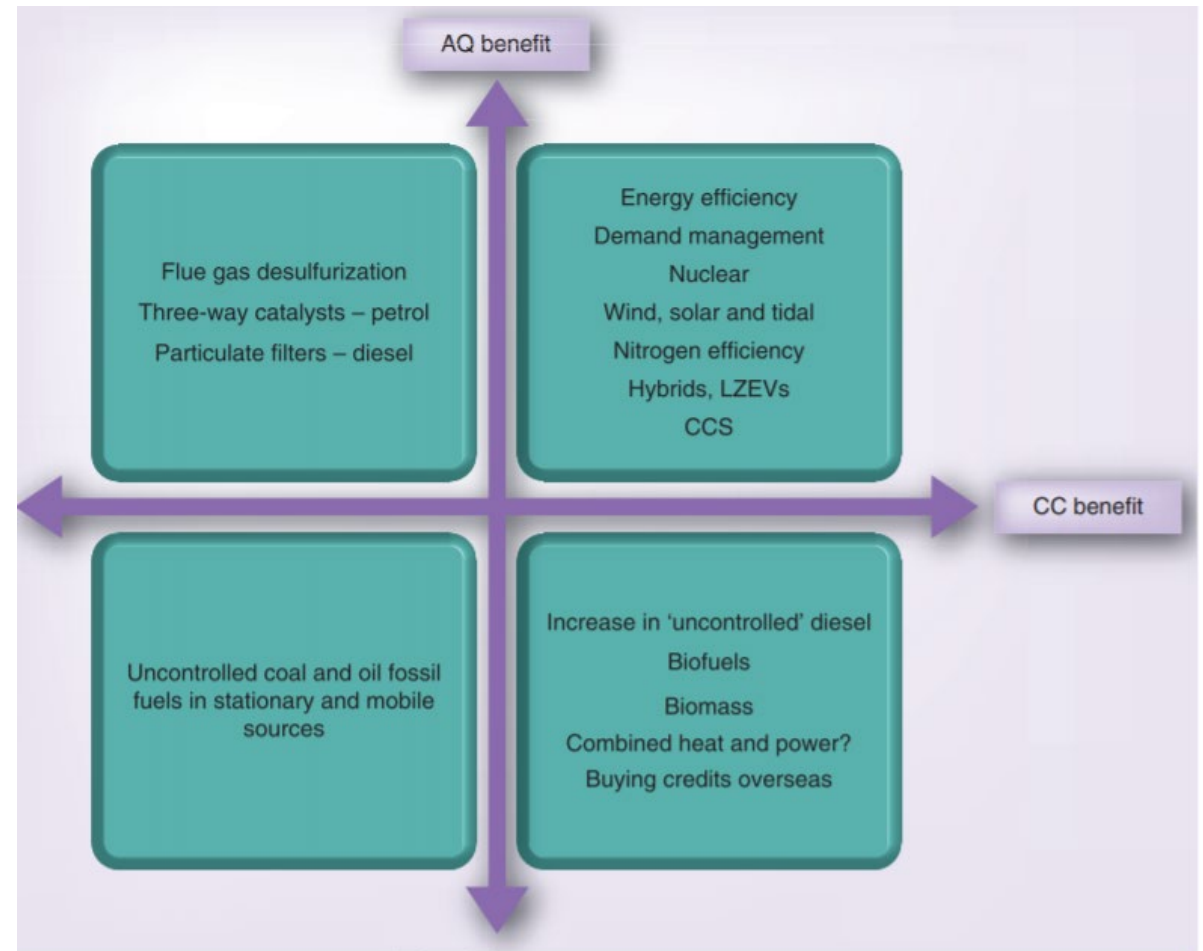 AQ benefit
Flue gas desulfurization
Three-way catalysts – petrol
Particulate filters – diesel
Energy efficiency
Demand management
Nuclear
Wind, solar and tidal
Nitrogen efficiency
Hybrids, LZEVs
CCS
CC benefit
Uncontrolled coal and oil fossil
fuels in stationary and mobile
sources
Increase in ‘uncontrolled’ diesel
Biofuels
Biomass
Combined heat and power?
Buying credits overseas